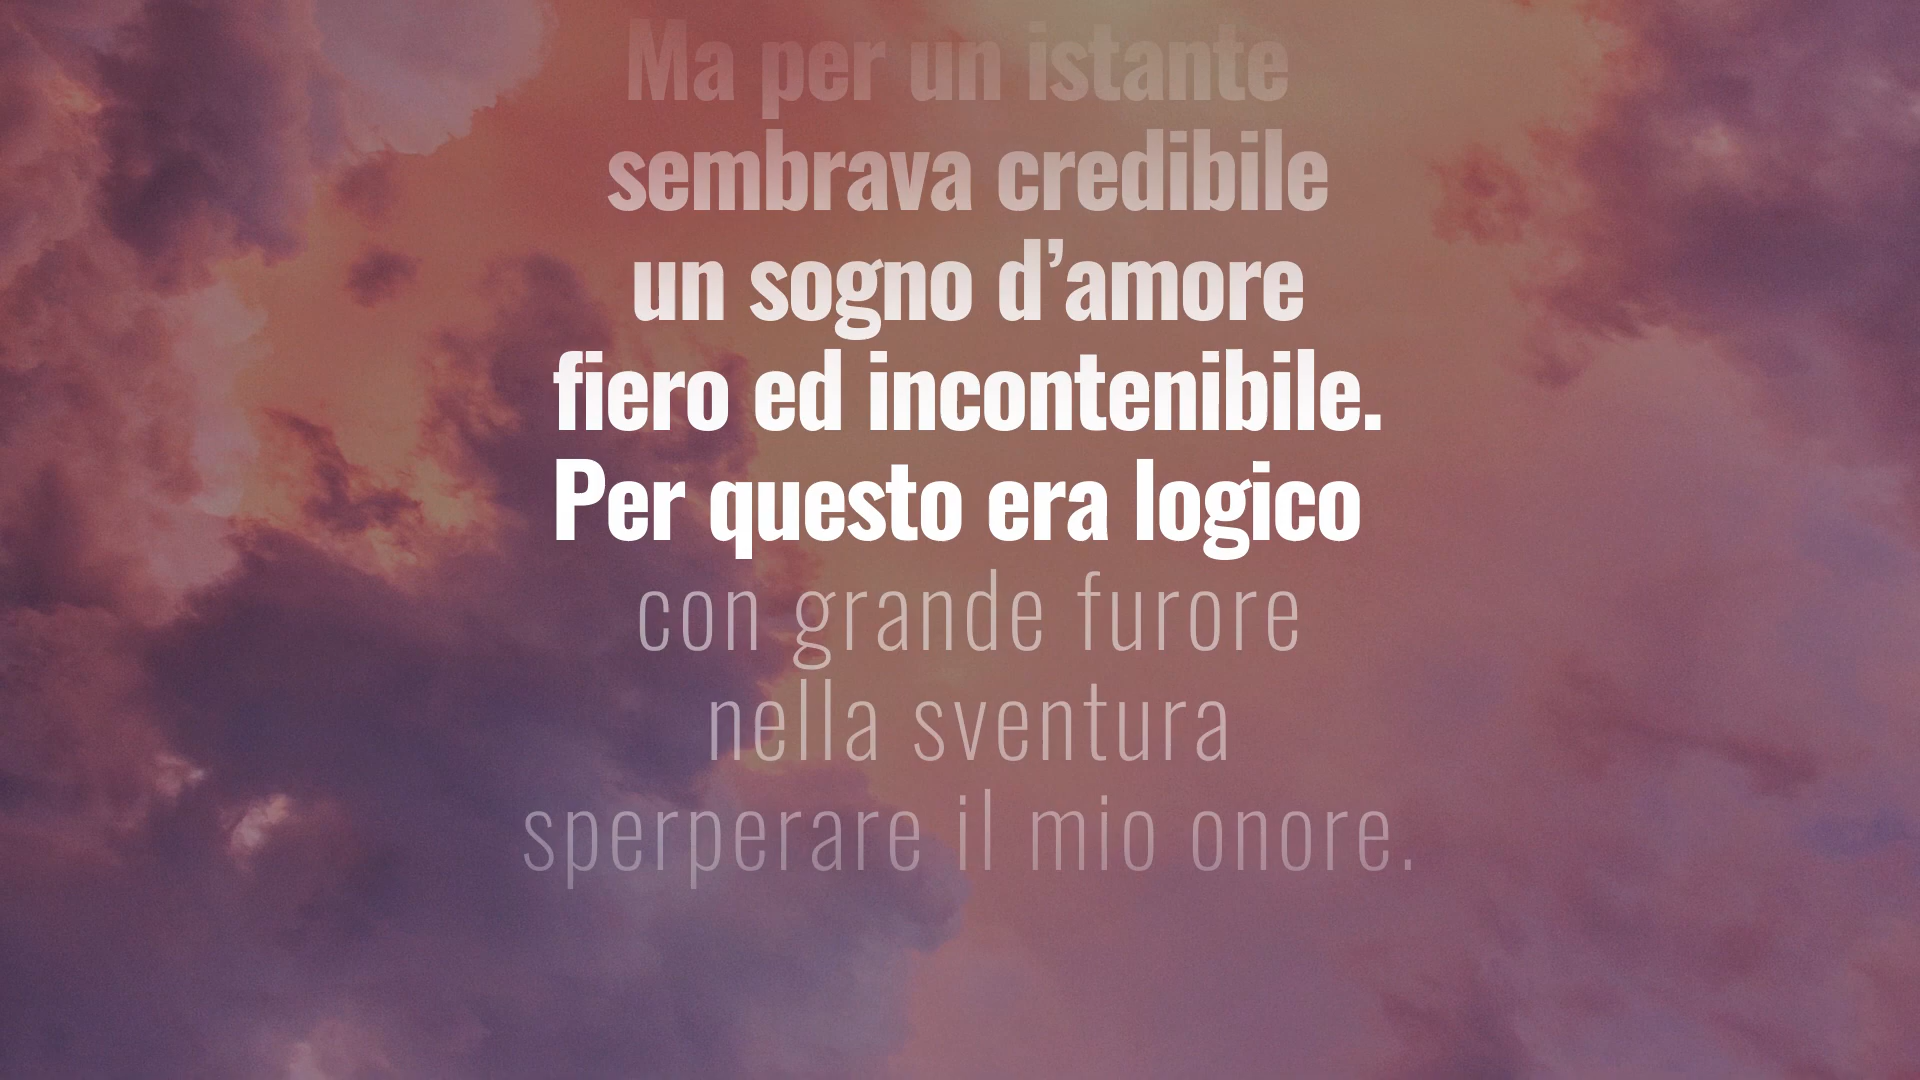 Ma per un istante
sembrava credibile
un sogno d’amore
fiero ed incontenibile.
Per questo era logico
con grande furore
nella sventura
sperperare il mio onore.